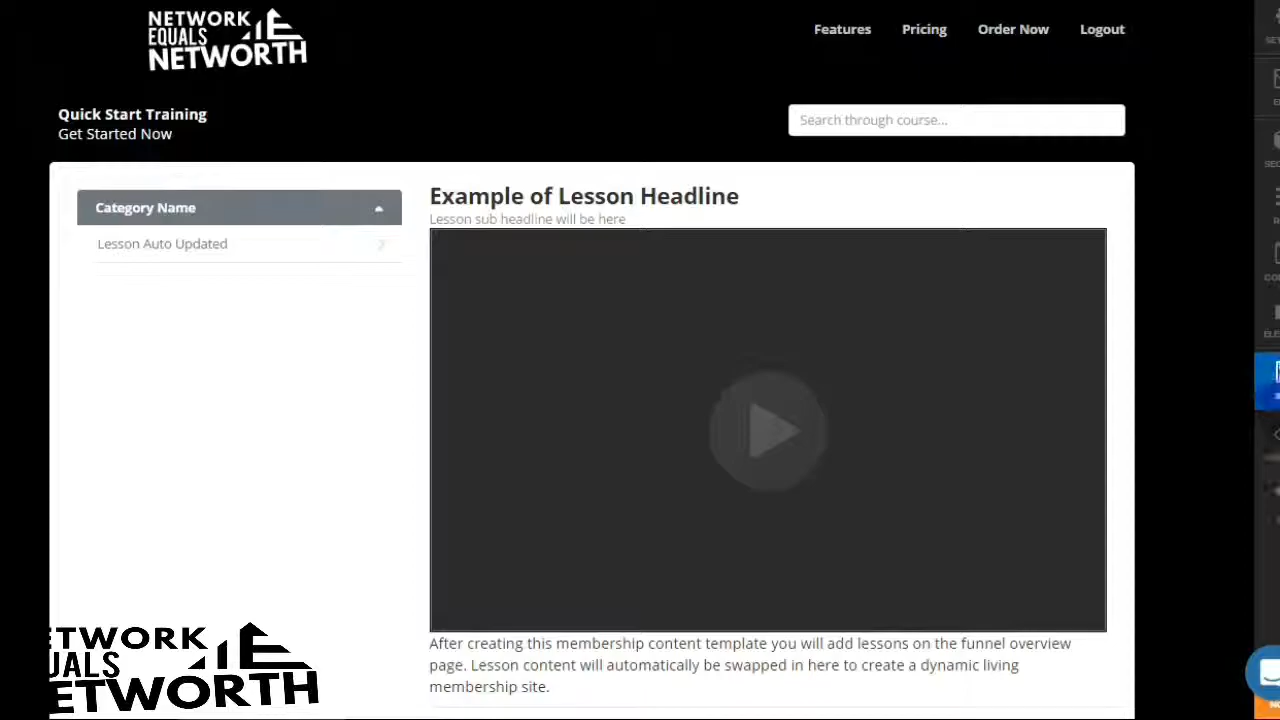 NETWORK
EQUALS
NETWORTH
Features
Pricing
Order Now
Logout
Quick Start Training
Get Started Now
Search through course...
Category Name
Lesson Auto Updated
Example of Lesson Headline
Lesson sub headline will be here
After creating this membership content template you will add lessons on the funnel overview
page. Lesson content will automatically be swapped in here to create a dynamic living
membership site.
ETWORK
UALS
ETWORTH